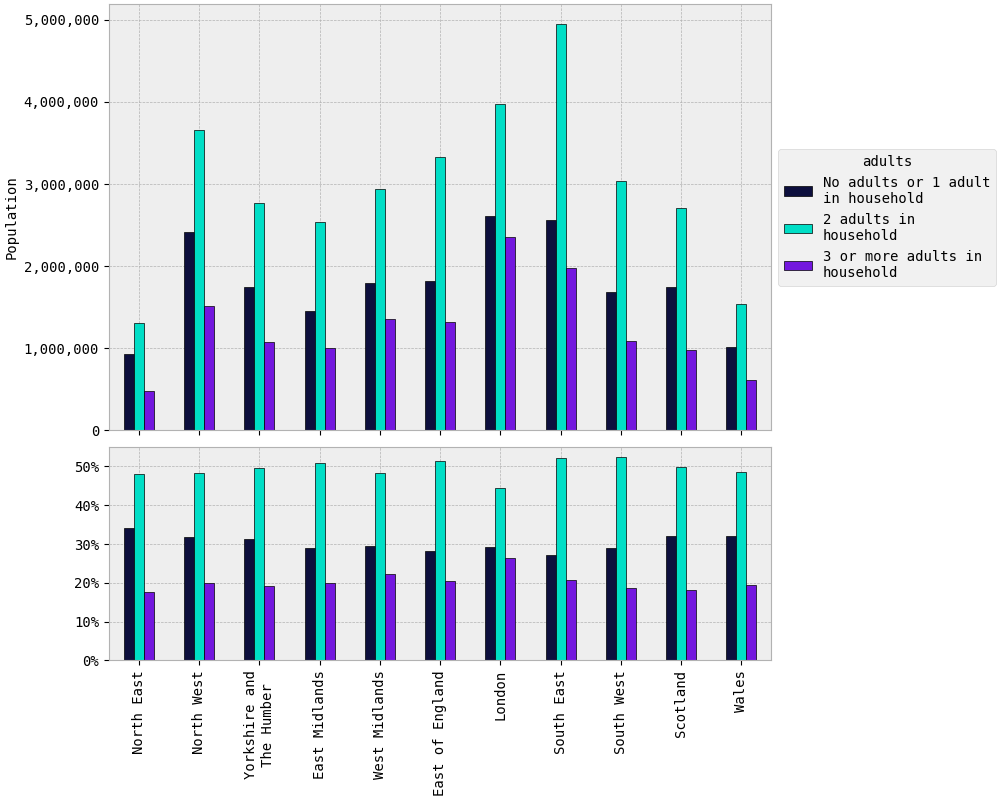 5,000,000
4,000,000
3,000,000
2,000,000
1,000,000
0
Population
adults
No adults or 1 adult
in household
2 adults in
household
3 or more adults in
household
50%
40%
30%
20%
10%
0%
North East
North West
Yorkshire and
The Humber
East Midlands
West Midlands
East of England
London
South East
South West
Scotland
Wales